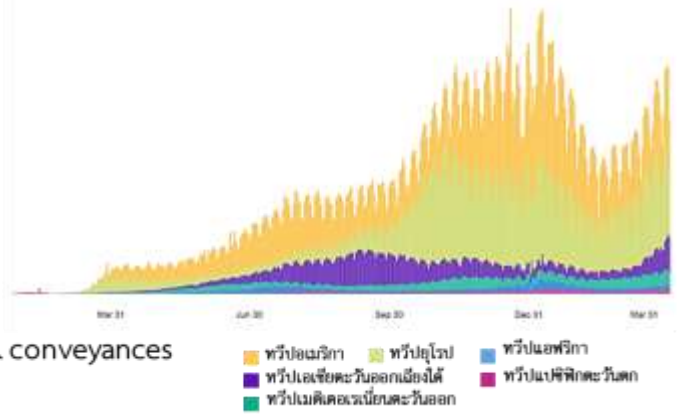 Mar 31 Jun 30 Sep 30 Dec 31 Mar 31
conveyances
ทวีปอเมริกา ทวีปยุโรป ทวีปแอฟริกา
ทวีปเอเชียตะวันออกเฉียงใต้ ทวีปแปซิฟิกตะวันตก
ทวีปเมดิเตอเรเนี่ยนตะวันออก